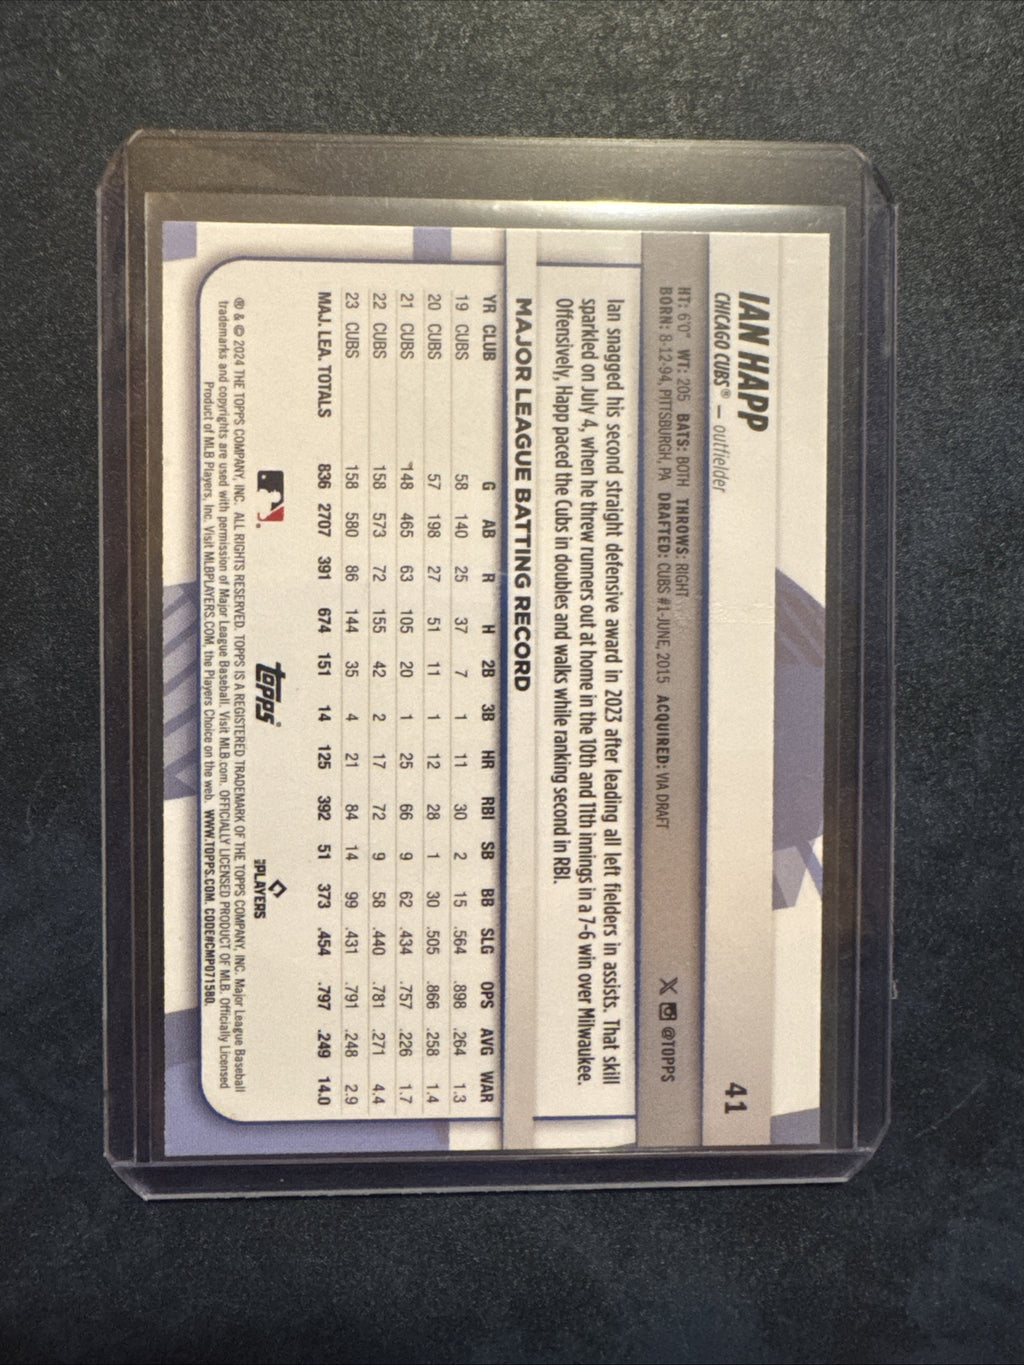 IAN HAPP
CHICAGO CUBS® — outfielder
41
HT: 6'0" WT: 205 BATS: BOTH THROWS: RIGHT
BORN: 8-12-94, PITTSBURGH, PA DRAFTED: CUBS #1-JUNE, 2015 ACQUIRED: VIA DRAFT
X @TOPPS
Ian snagged his second straight defensive award in 2023 after leading all left fielders in assists. That skill
sparkled on July 4, when he threw runners out at home in the 10th and 11th innings in a 7-6 win over Milwaukee.
Offensively, Happ paced the Cubs in doubles and walks while ranking second in RBI.
MAJOR LEAGUE BATTING RECORD
YR CLUB G AB R H 2B 3B HR RBI SB BB SLG OPS AVG WAR
19 CUBS 58 140 25 37 7 1 11 30 2 15 .564 .898 .264 1.3
20 CUBS 57 198 27 51 11 1 12 28 1 30 .505 .866 .258 1.4
21 CUBS 148 465 63 105 20 1 25 66 9 62 .434 .757 .226 1.7
22 CUBS 158 573 72 155 42 2 17 72 9 58 .440 .781 .271 4.4
23 CUBS 158 580 86 144 35 4 21 84 14 99 .431 .791 .248 2.9
MAJ. LEA. TOTALS 836 2707 391 674 151 14 125 392 51 373 .454 .797 .249 14.0
topps®
MLB PLAYERS
® & © 2024 THE TOPPS COMPANY, INC. ALL RIGHTS RESERVED. TOPPS IS A REGISTERED TRADEMARK OF THE TOPPS COMPANY, INC. Major League Baseball
trademarks and copyrights are used with permission of Major League Baseball. Visit MLB.com. OFFICIALLY LICENSED PRODUCT OF MLB. Officially Licensed
Product of MLB Players, Inc. Visit MLBPLAYERS.COM, the Players Choice on the web. WWW.TOPPS.COM. CODE#CMP071580.